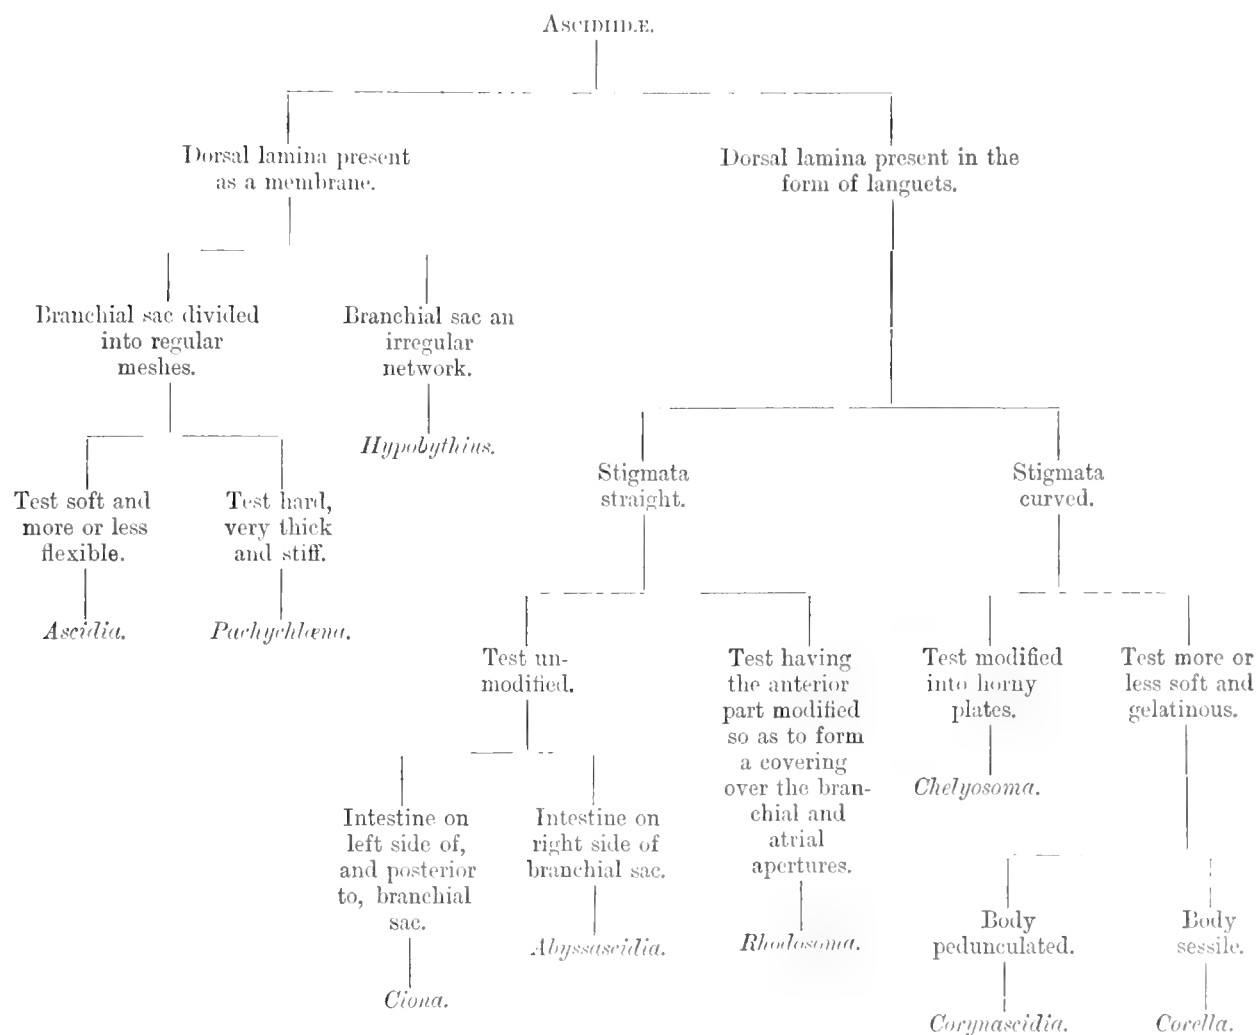 ASCIDIIDÆ.
Dorsal lamina present
as a membrane.
Dorsal lamina present in the
form of languets.
Branchial sac divided
into regular
meshes.
Branchial sac an
irregular
network.
Hypobythius.
Test soft and
more or less
flexible.
Ascidia.
Test hard,
very thick
and stiff.
Pachychlæna.
Stigmata
straight.
Stigmata
curved.
Test un-
modified.
Test having
the anterior
part modified
so as to form
a covering
over the bran-
chial and
atrial
apertures.
Test modified
into horny
plates.
Chelyosoma.
Test more or
less soft and
gelatinous.
Intestine on
left side of,
and posterior
to, branchial
sac.
Ciona.
Intestine on
right side of
branchial sac.
Abyssascidia.
Rhodosoma.
Body
pedunculated.
Corynascidia.
Body
sessile.
Corella.